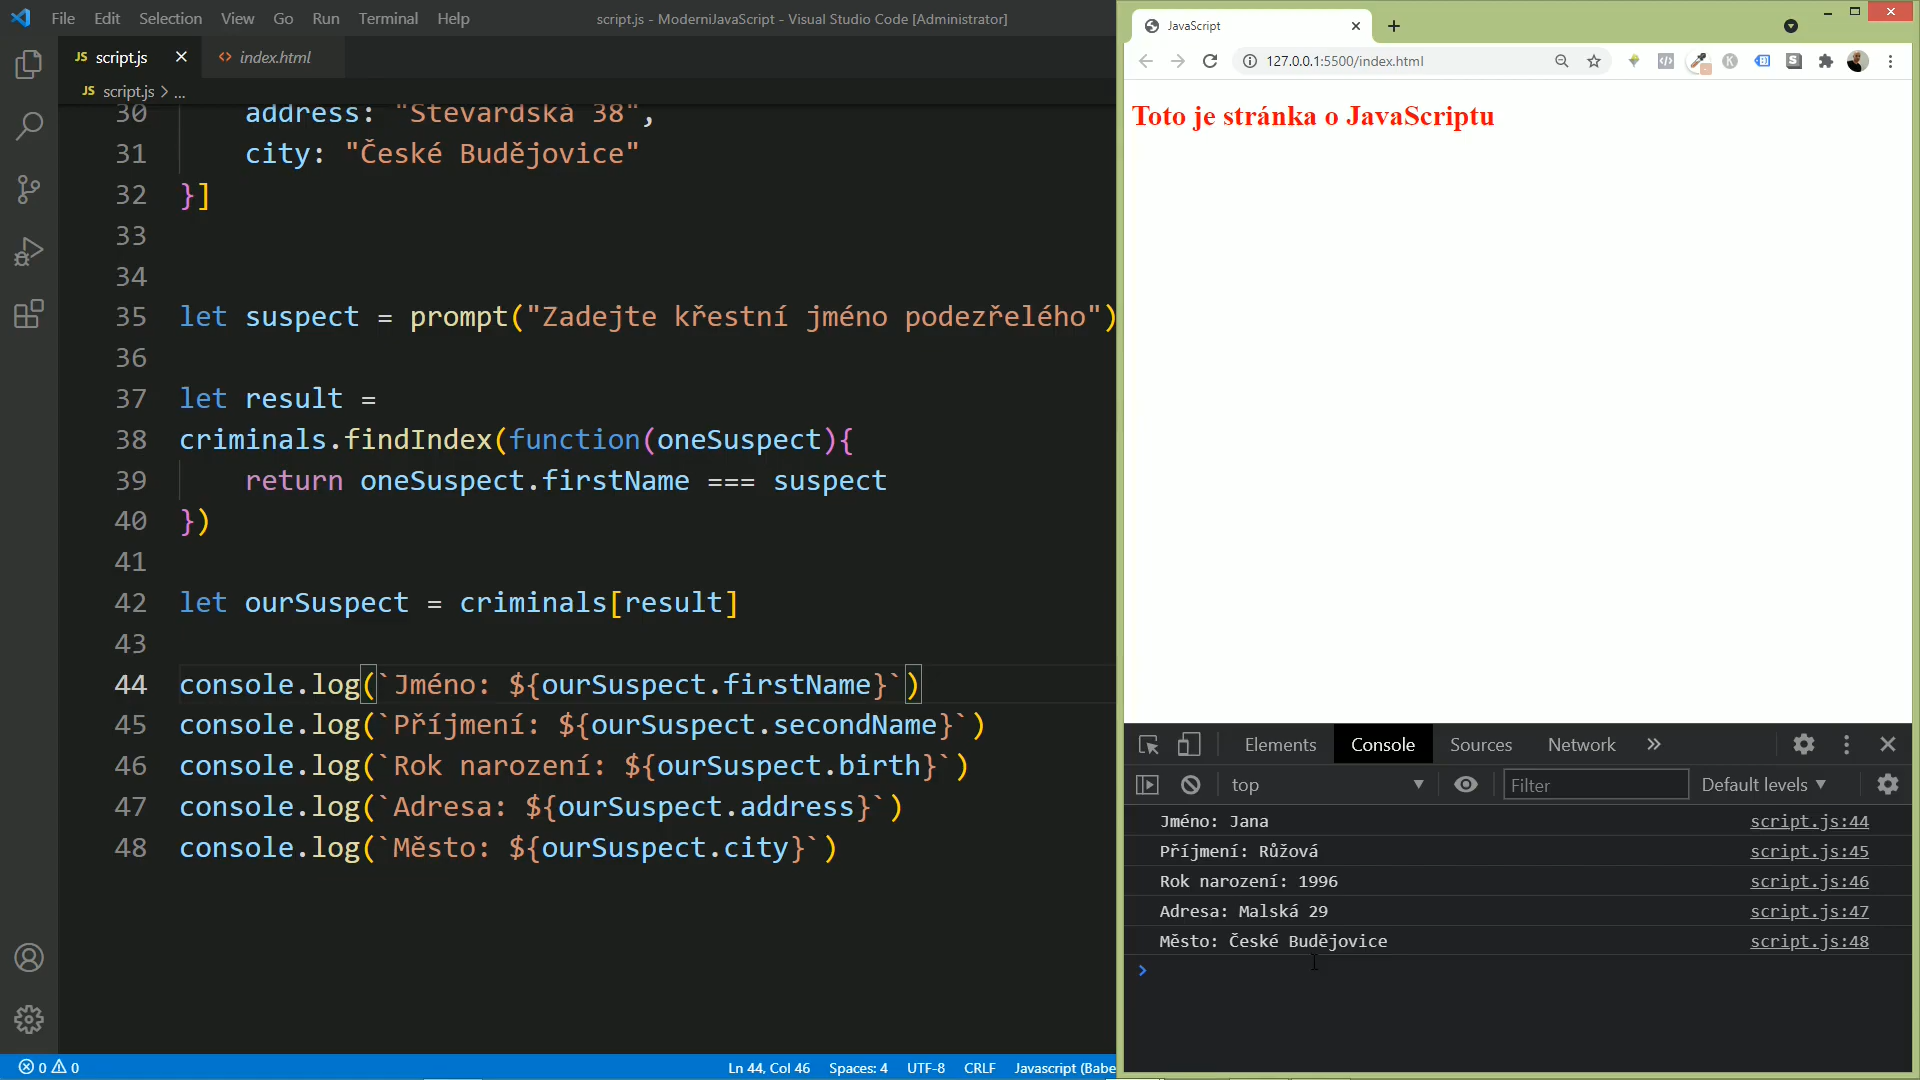 File Edit Selection View Go Run Terminal Help
script.js - ModerniJavaScript - Visual Studio Code [Administrator]
JS script.js
<> index.html
JS script.js > ...
30 address: "Stevardská 38",
31 city: "České Budějovice"
32 }]
33
34
35 let suspect = prompt("Zadejte křestní jméno podezřelého")
36
37 let result =
38 criminals.findIndex(function(oneSuspect){
39 return oneSuspect.firstName === suspect
40 })
41
42 let ourSuspect = criminals[result]
43
44 console.log(`Jméno: ${ourSuspect.firstName}`)
45 console.log(`Příjmení: ${ourSuspect.secondName}`)
46 console.log(`Rok narození: ${ourSuspect.birth}`)
47 console.log(`Adresa: ${ourSuspect.address}`)
48 console.log(`Město: ${ourSuspect.city}`)
0 0
Ln 44, Col 46 Spaces: 4 UTF-8 CRLF Javascript (Babe
JavaScript
127.0.0.1:5500/index.html
Toto je stránka o JavaScriptu
Elements Console Sources Network »
top Filter Default levels
Jméno: Jana script.js:44
Příjmení: Růžová script.js:45
Rok narození: 1996 script.js:46
Adresa: Malská 29 script.js:47
Město: České Budějovice script.js:48
>